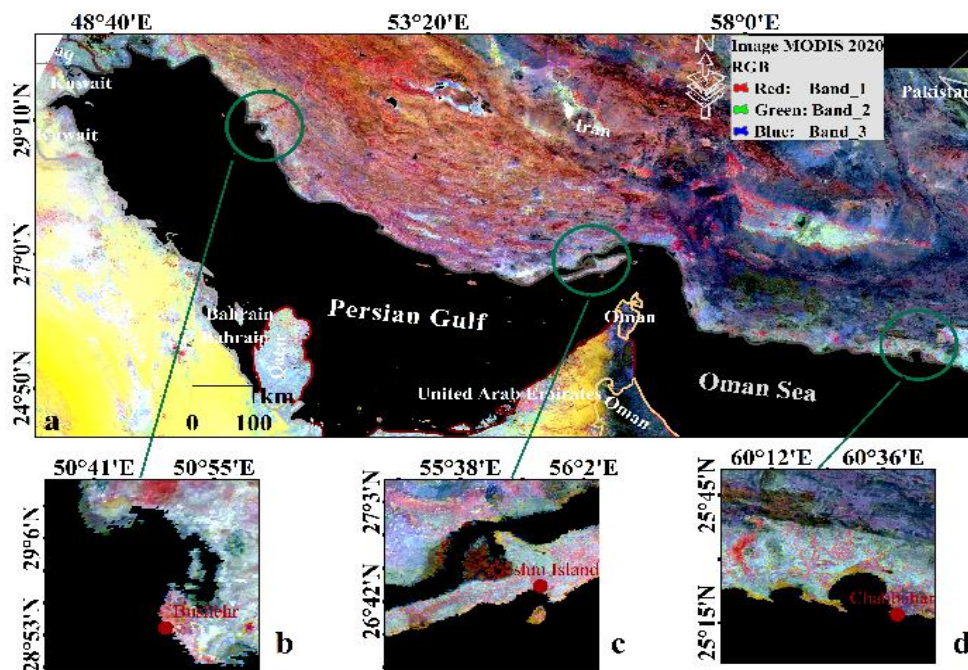 48°40'E 53°20'E 58°0'E
Image MODIS 2020
RGB
Red: Band_1
Green: Band_2
Blue: Band_3
N
Kuwait
Kuwait
Iran
Pakistan
29°10'N
27°0'N
24°50'N
Persian Gulf
Bahrain
Bahrain
Oman
United Arab Emirates
Oman
Oman Sea
km
0 100
a
50°41'E 50°55'E
29°6'N
28°53'N
Bushehr
b
55°38'E 56°2'E
27°3'N
26°42'N
26°24'N
Island
c
60°12'E 60°36'E
25°45'N
25°15'N
Chahbahar
d